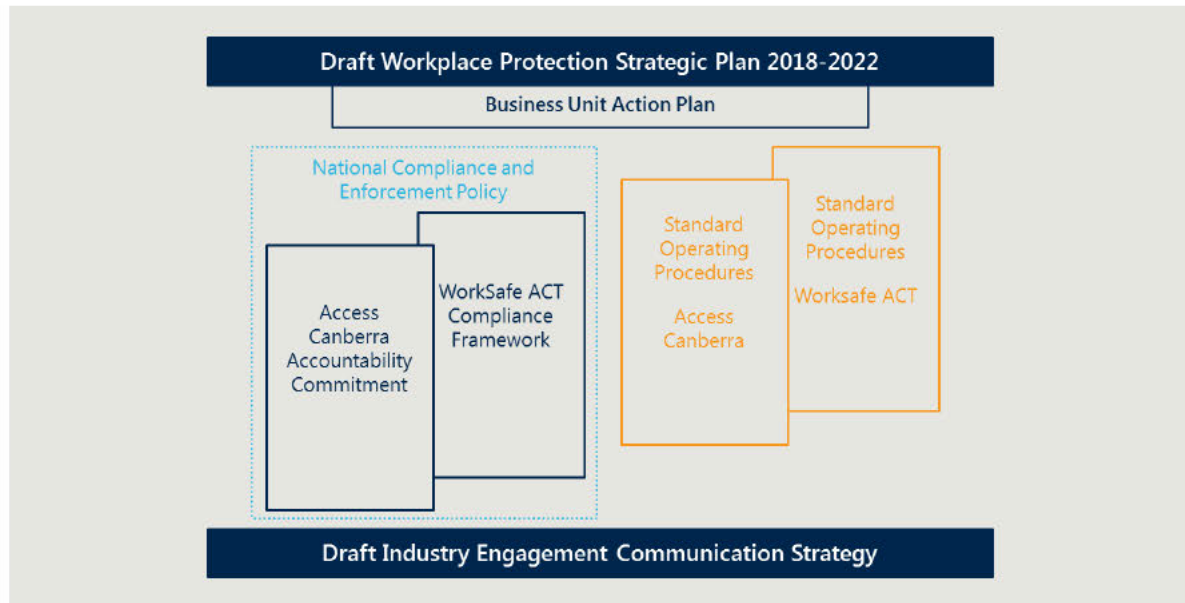 Draft Workplace Protection Strategic Plan 2018-2022
Business Unit Action Plan
National Compliance and
Enforcement Policy
Access
Canberra
Accountability
Commitment
WorkSafe ACT
Compliance
Framework
Standard
Operating
Procedures
Access
Canberra
Standard
Operating
Procedures
Worksafe ACT
Draft Industry Engagement Communication Strategy